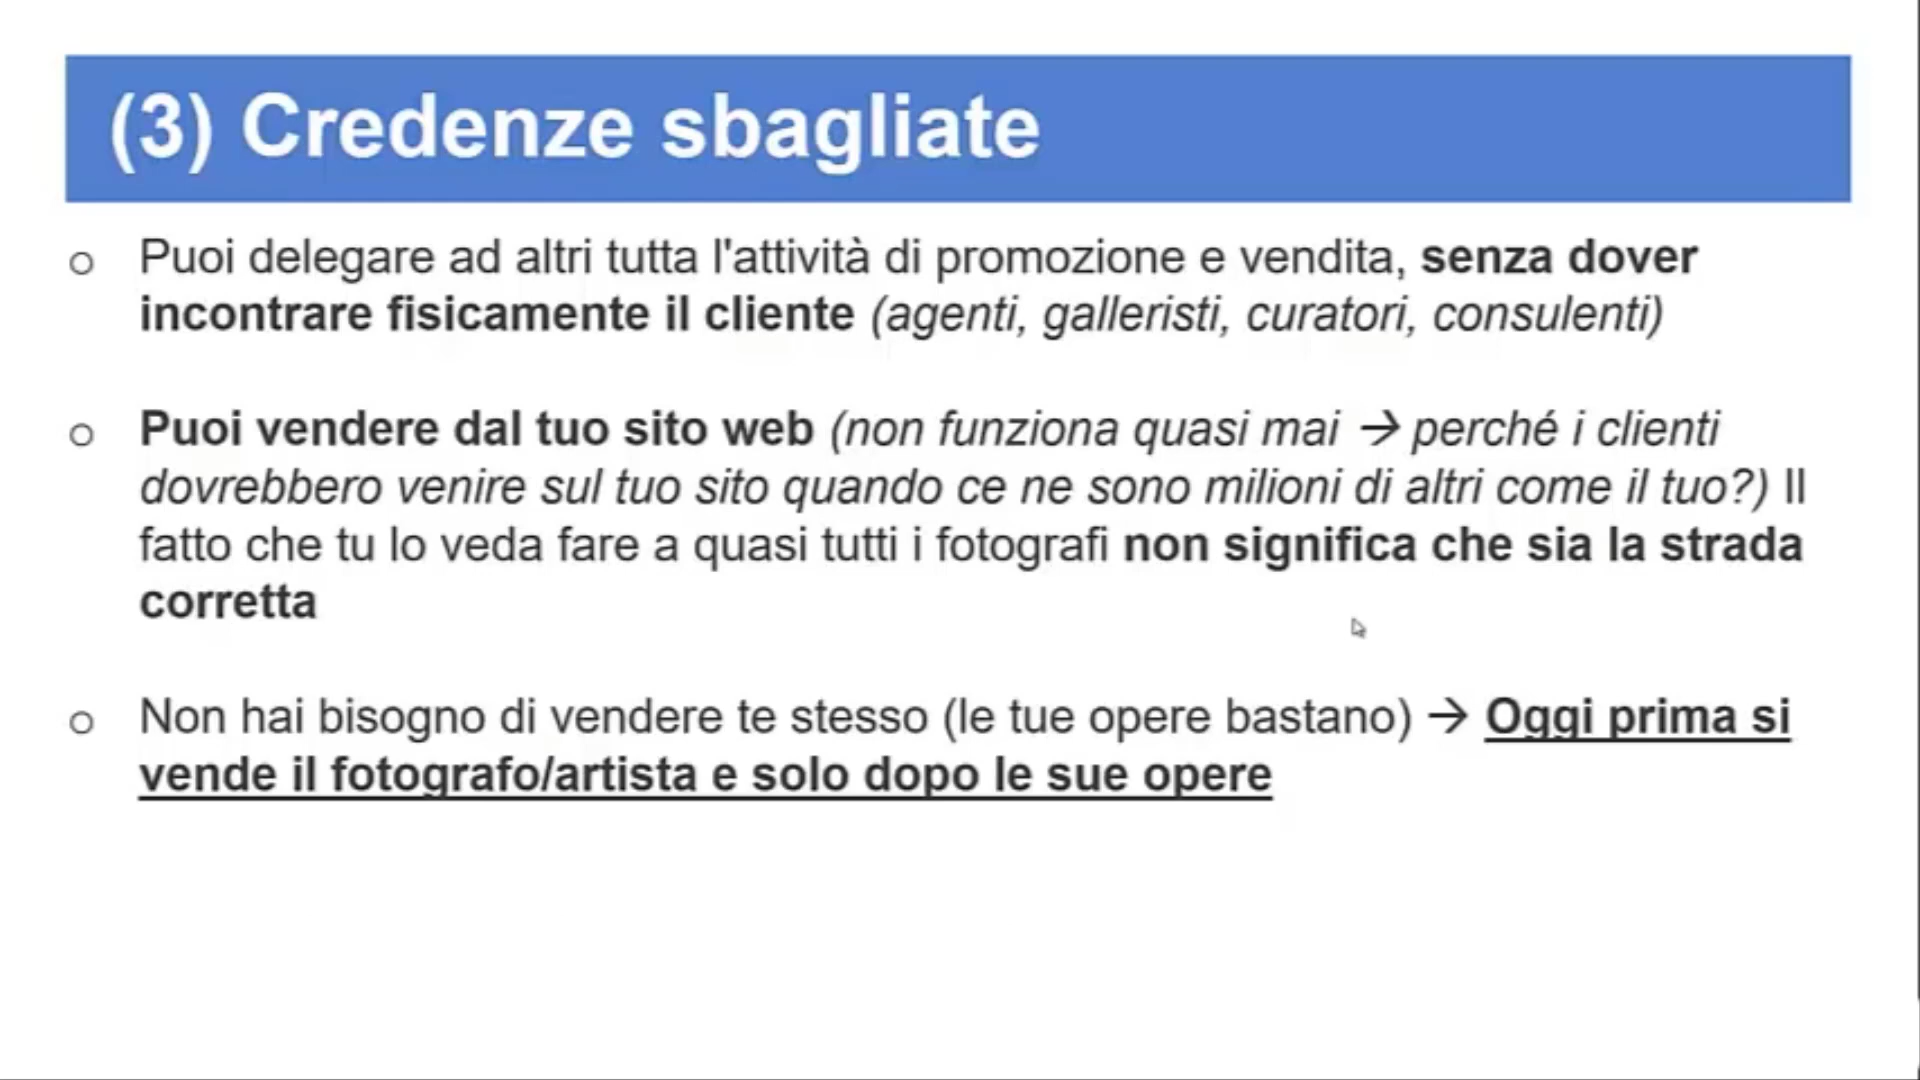 (3) Credenze sbagliate
o Puoi delegare ad altri tutta l'attività di promozione e vendita, senza dover
incontrare fisicamente il cliente (agenti, galleristi, curatori, consulenti)
o Puoi vendere dal tuo sito web (non funziona quasi mai → perché i clienti
dovrebbero venire sul tuo sito quando ce ne sono milioni di altri come il tuo?) Il
fatto che tu lo veda fare a quasi tutti i fotografi non significa che sia la strada
corretta
o Non hai bisogno di vendere te stesso (le tue opere bastano) → Oggi prima si
vende il fotografo/artista e solo dopo le sue opere